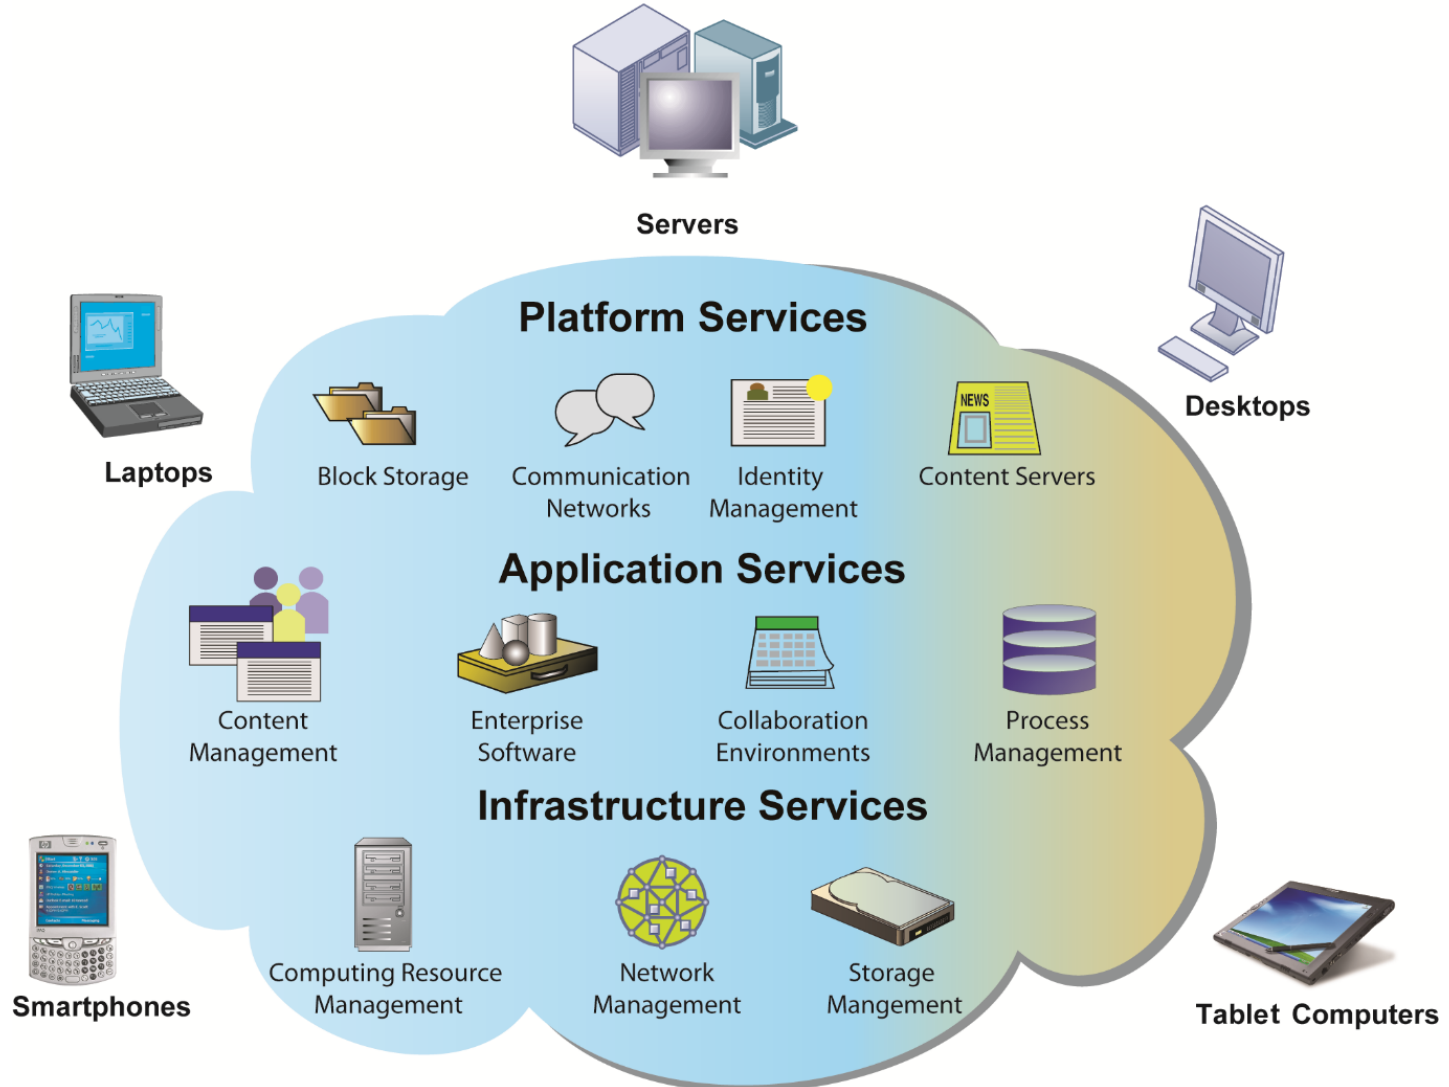 Servers
Platform Services
Laptops
Desktops
NEWS
Block Storage
Communication
Networks
Identity
Management
Content Servers
Application Services
Content
Management
Enterprise
Software
Collaboration
Environments
Process
Management
Infrastructure Services
Computing Resource
Management
Network
Management
Storage
Mangement
Smartphones
Tablet Computers